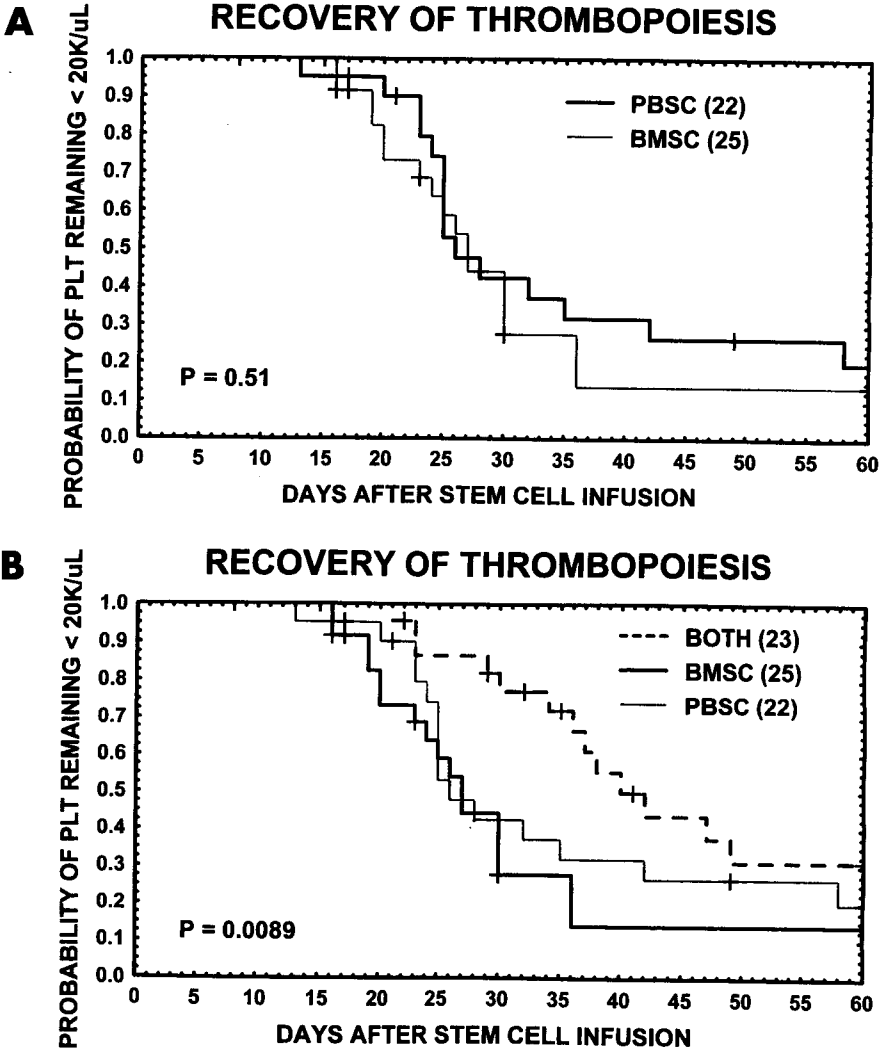 A
RECOVERY OF THROMBOPOIESIS
PROBABILITY OF PLT REMAINING < 20K/uL
1.0
0.9
0.8
0.7
0.6
0.5
0.4
0.3
0.2
0.1
0.0
PBSC (22)
BMSC (25)
P = 0.51
0 5 10 15 20 25 30 35 40 45 50 55 60
DAYS AFTER STEM CELL INFUSION
B
RECOVERY OF THROMBOPOIESIS
PROBABILITY OF PLT REMAINING < 20K/uL
1.0
0.9
0.8
0.7
0.6
0.5
0.4
0.3
0.2
0.1
0.0
BOTH (23)
BMSC (25)
PBSC (22)
P = 0.0089
0 5 10 15 20 25 30 35 40 45 50 55 60
DAYS AFTER STEM CELL INFUSION